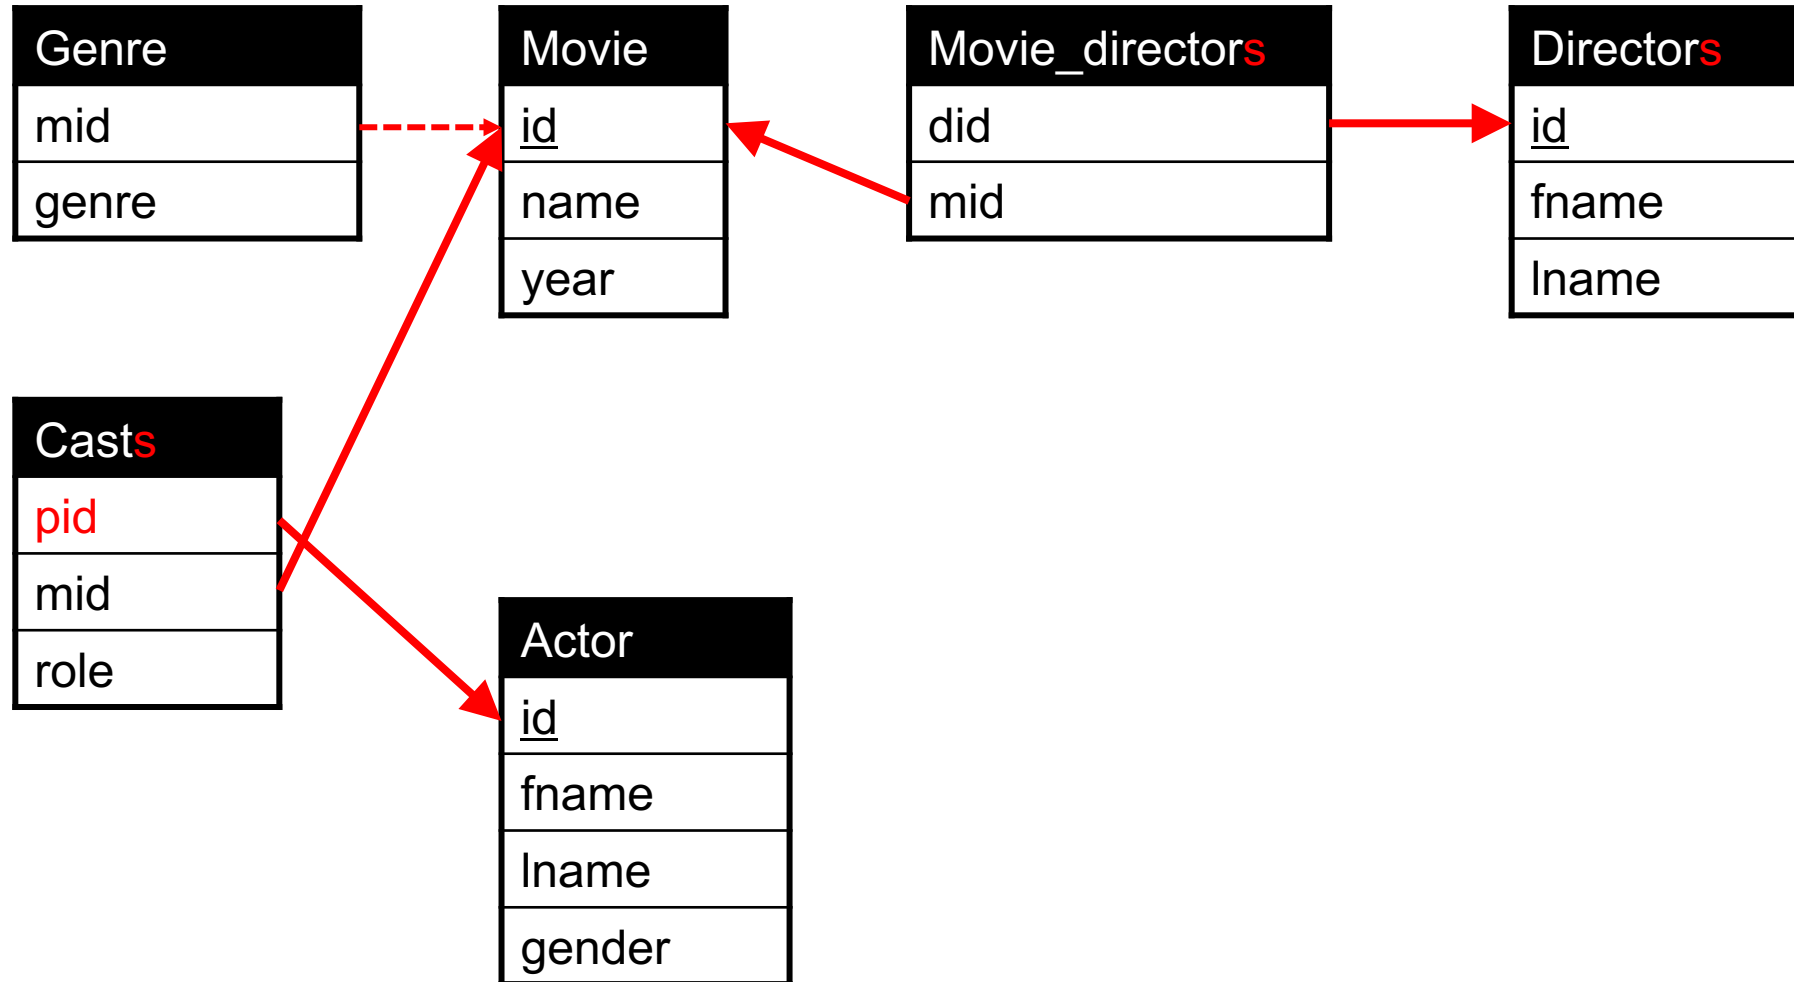 Genre
mid
genre
Movie
id
name
year
Movie_directors
did
mid
Directors
id
fname
lname
Casts
pid
mid
role
Actor
id
fname
lname
gender